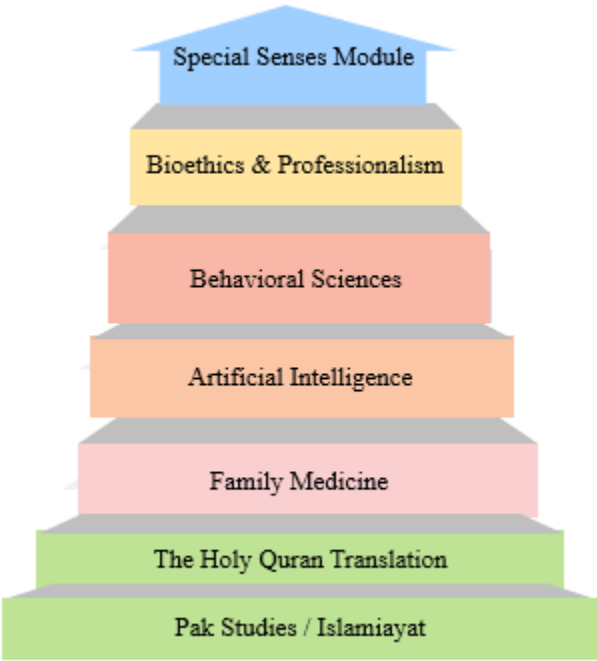 Special Senses Module
Bioethics & Professionalism
Behavioral Sciences
Artificial Intelligence
Family Medicine
The Holy Quran Translation
Pak Studies / Islamiayat